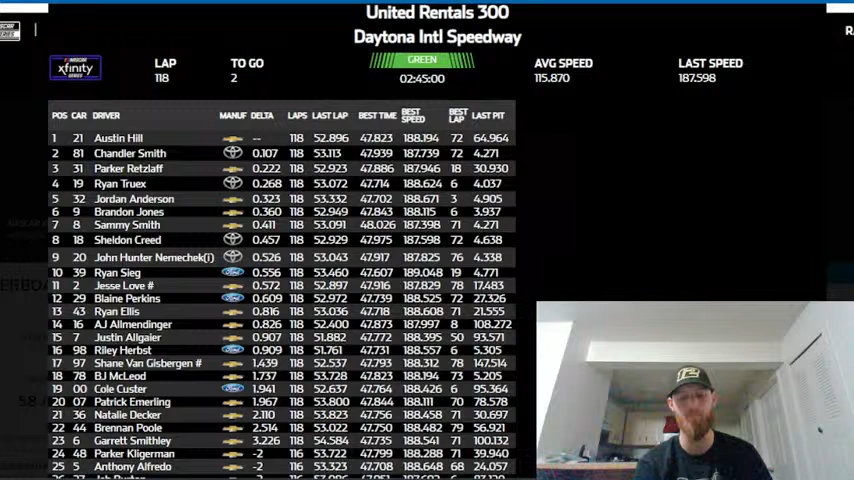 United Rentals 300
Daytona Intl Speedway
LAP TO GO GREEN AVG SPEED LAST SPEED
xfinity 118 2 02:45:00 115.870 187.598
POS CAR DRIVER MANUF DELTA LAPS LAST LAP BEST TIME BEST SPEED BEST LAP LAST PIT
1 21 Austin Hill -- 118 52.896 47.823 188.194 72 64.964
2 81 Chandler Smith 0.107 118 53.113 47.939 187.739 72 4.271
3 31 Parker Retzlaff 0.222 118 52.923 47.886 187.946 18 30.930
4 19 Ryan Truex 0.268 118 53.072 47.714 188.624 6 4.037
5 32 Jordan Anderson 0.323 118 53.332 47.702 188.671 3 4.905
6 9 Brandon Jones 0.360 118 52.949 47.843 188.115 6 3.937
7 8 Sammy Smith 0.411 118 53.091 48.026 187.398 71 4.271
8 18 Sheldon Creed 0.457 118 52.929 47.975 187.598 72 4.638
9 20 John Hunter Nemechek(i) 0.526 118 53.043 47.917 187.825 76 4.338
10 39 Ryan Sieg 0.556 118 53.460 47.607 189.048 19 4.771
11 2 Jesse Love # 0.572 118 52.897 47.916 187.829 78 17.483
12 29 Blaine Perkins 0.609 118 52.972 47.739 188.525 72 27.326
13 43 Ryan Ellis 0.816 118 53.036 47.718 188.608 71 21.555
14 16 AJ Allmendinger 0.826 118 52.400 47.873 187.997 8 108.272
15 7 Justin Allgaier 0.907 118 51.882 47.772 188.395 50 93.571
16 98 Riley Herbst 0.909 118 51.761 47.731 188.557 6 5.305
17 97 Shane Van Gisbergen # 1.439 118 52.537 47.793 188.312 78 147.514
18 78 BJ McLeod 1.737 118 53.728 47.823 188.194 73 5.205
19 00 Cole Custer 1.941 118 52.637 47.764 188.426 6 95.364
20 07 Patrick Emerling 1.967 118 53.800 47.844 188.111 70 78.578
21 36 Natalie Decker 2.110 118 53.823 47.756 188.458 71 30.697
22 44 Brennan Poole 2.514 118 53.022 47.750 188.482 79 56.921
23 6 Garrett Smithley 3.226 118 54.584 47.735 188.541 71 100.132
24 48 Parker Kligerman -2 116 53.722 47.799 188.288 71 39.940
25 5 Anthony Alfredo -2 116 53.323 47.708 188.648 68 24.057